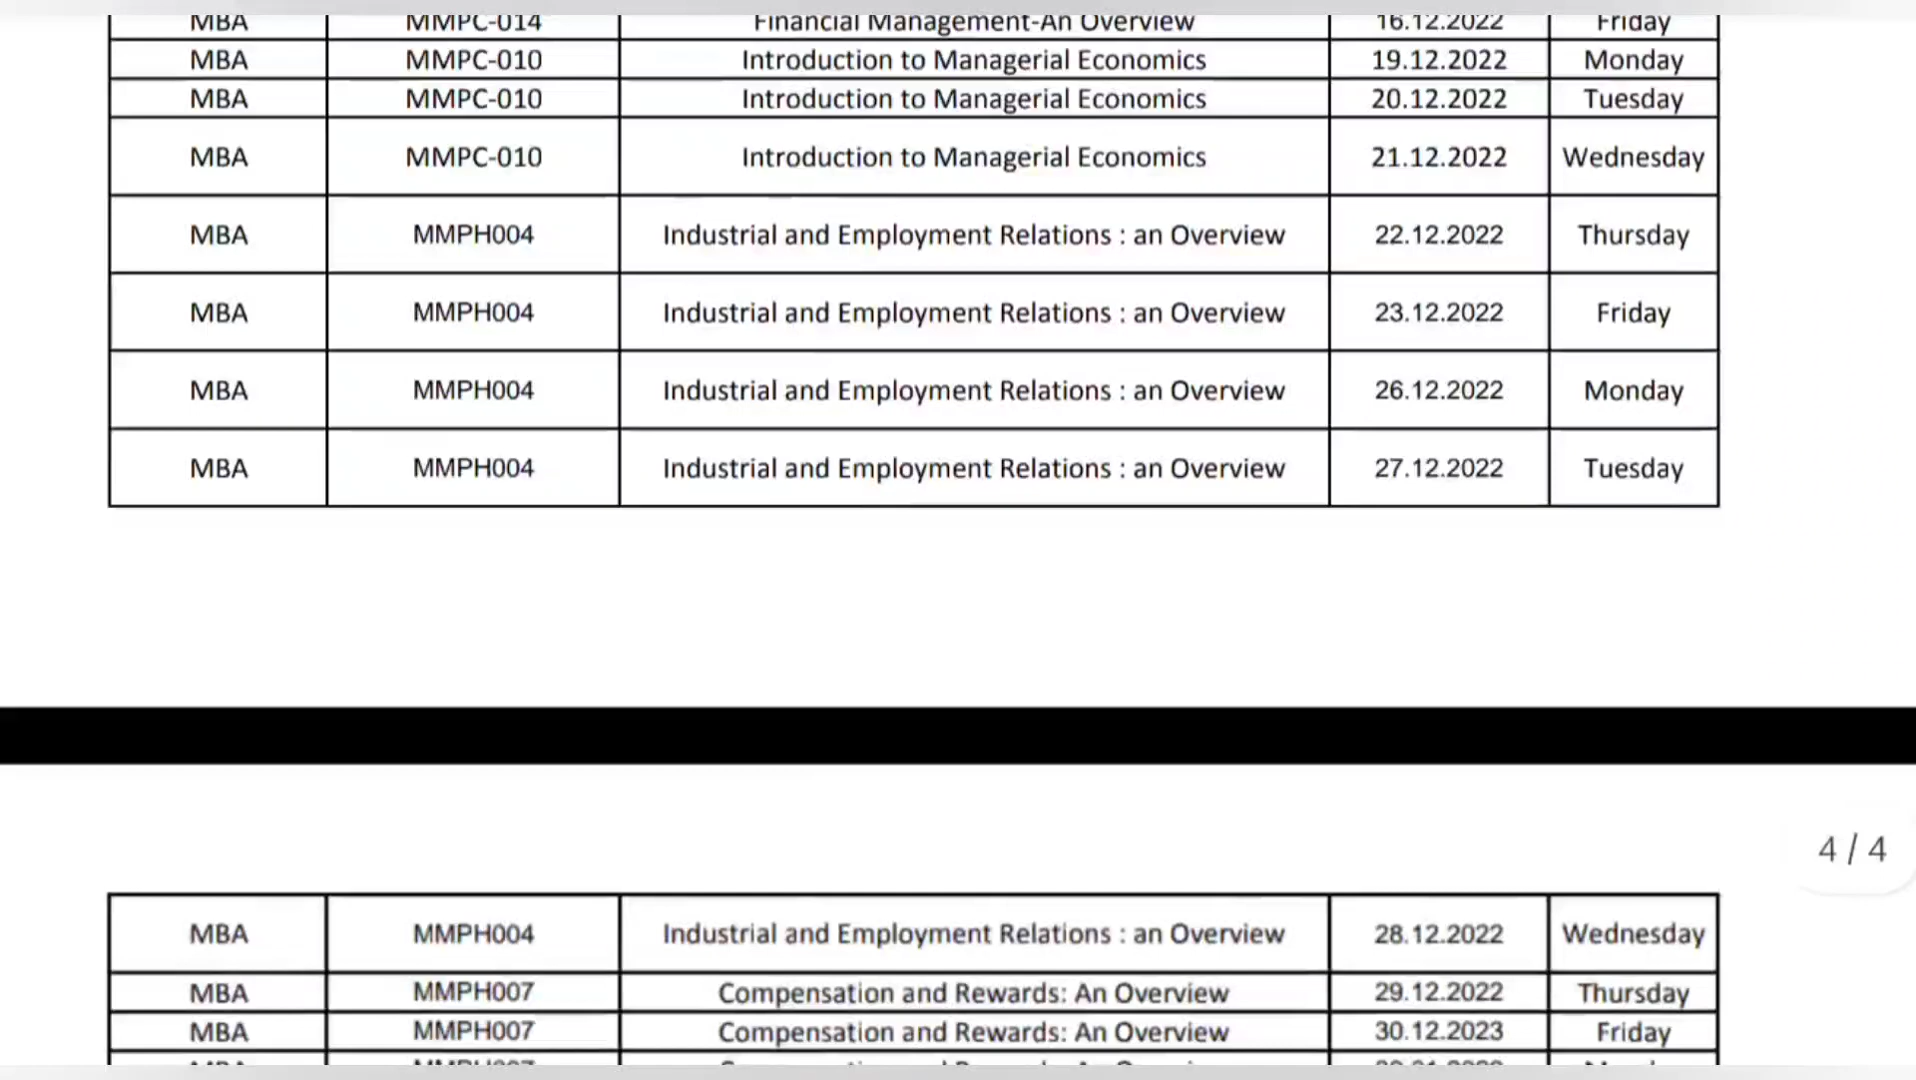 MBA MMPC-014 Financial Management-An Overview 16.12.2022 Friday
MBA MMPC-010 Introduction to Managerial Economics 19.12.2022 Monday
MBA MMPC-010 Introduction to Managerial Economics 20.12.2022 Tuesday
MBA MMPC-010 Introduction to Managerial Economics 21.12.2022 Wednesday
MBA MMPH004 Industrial and Employment Relations : an Overview 22.12.2022 Thursday
MBA MMPH004 Industrial and Employment Relations : an Overview 23.12.2022 Friday
MBA MMPH004 Industrial and Employment Relations : an Overview 26.12.2022 Monday
MBA MMPH004 Industrial and Employment Relations : an Overview 27.12.2022 Tuesday
4 / 4
MBA MMPH004 Industrial and Employment Relations : an Overview 28.12.2022 Wednesday
MBA MMPH007 Compensation and Rewards: An Overview 29.12.2022 Thursday
MBA MMPH007 Compensation and Rewards: An Overview 30.12.2023 Friday